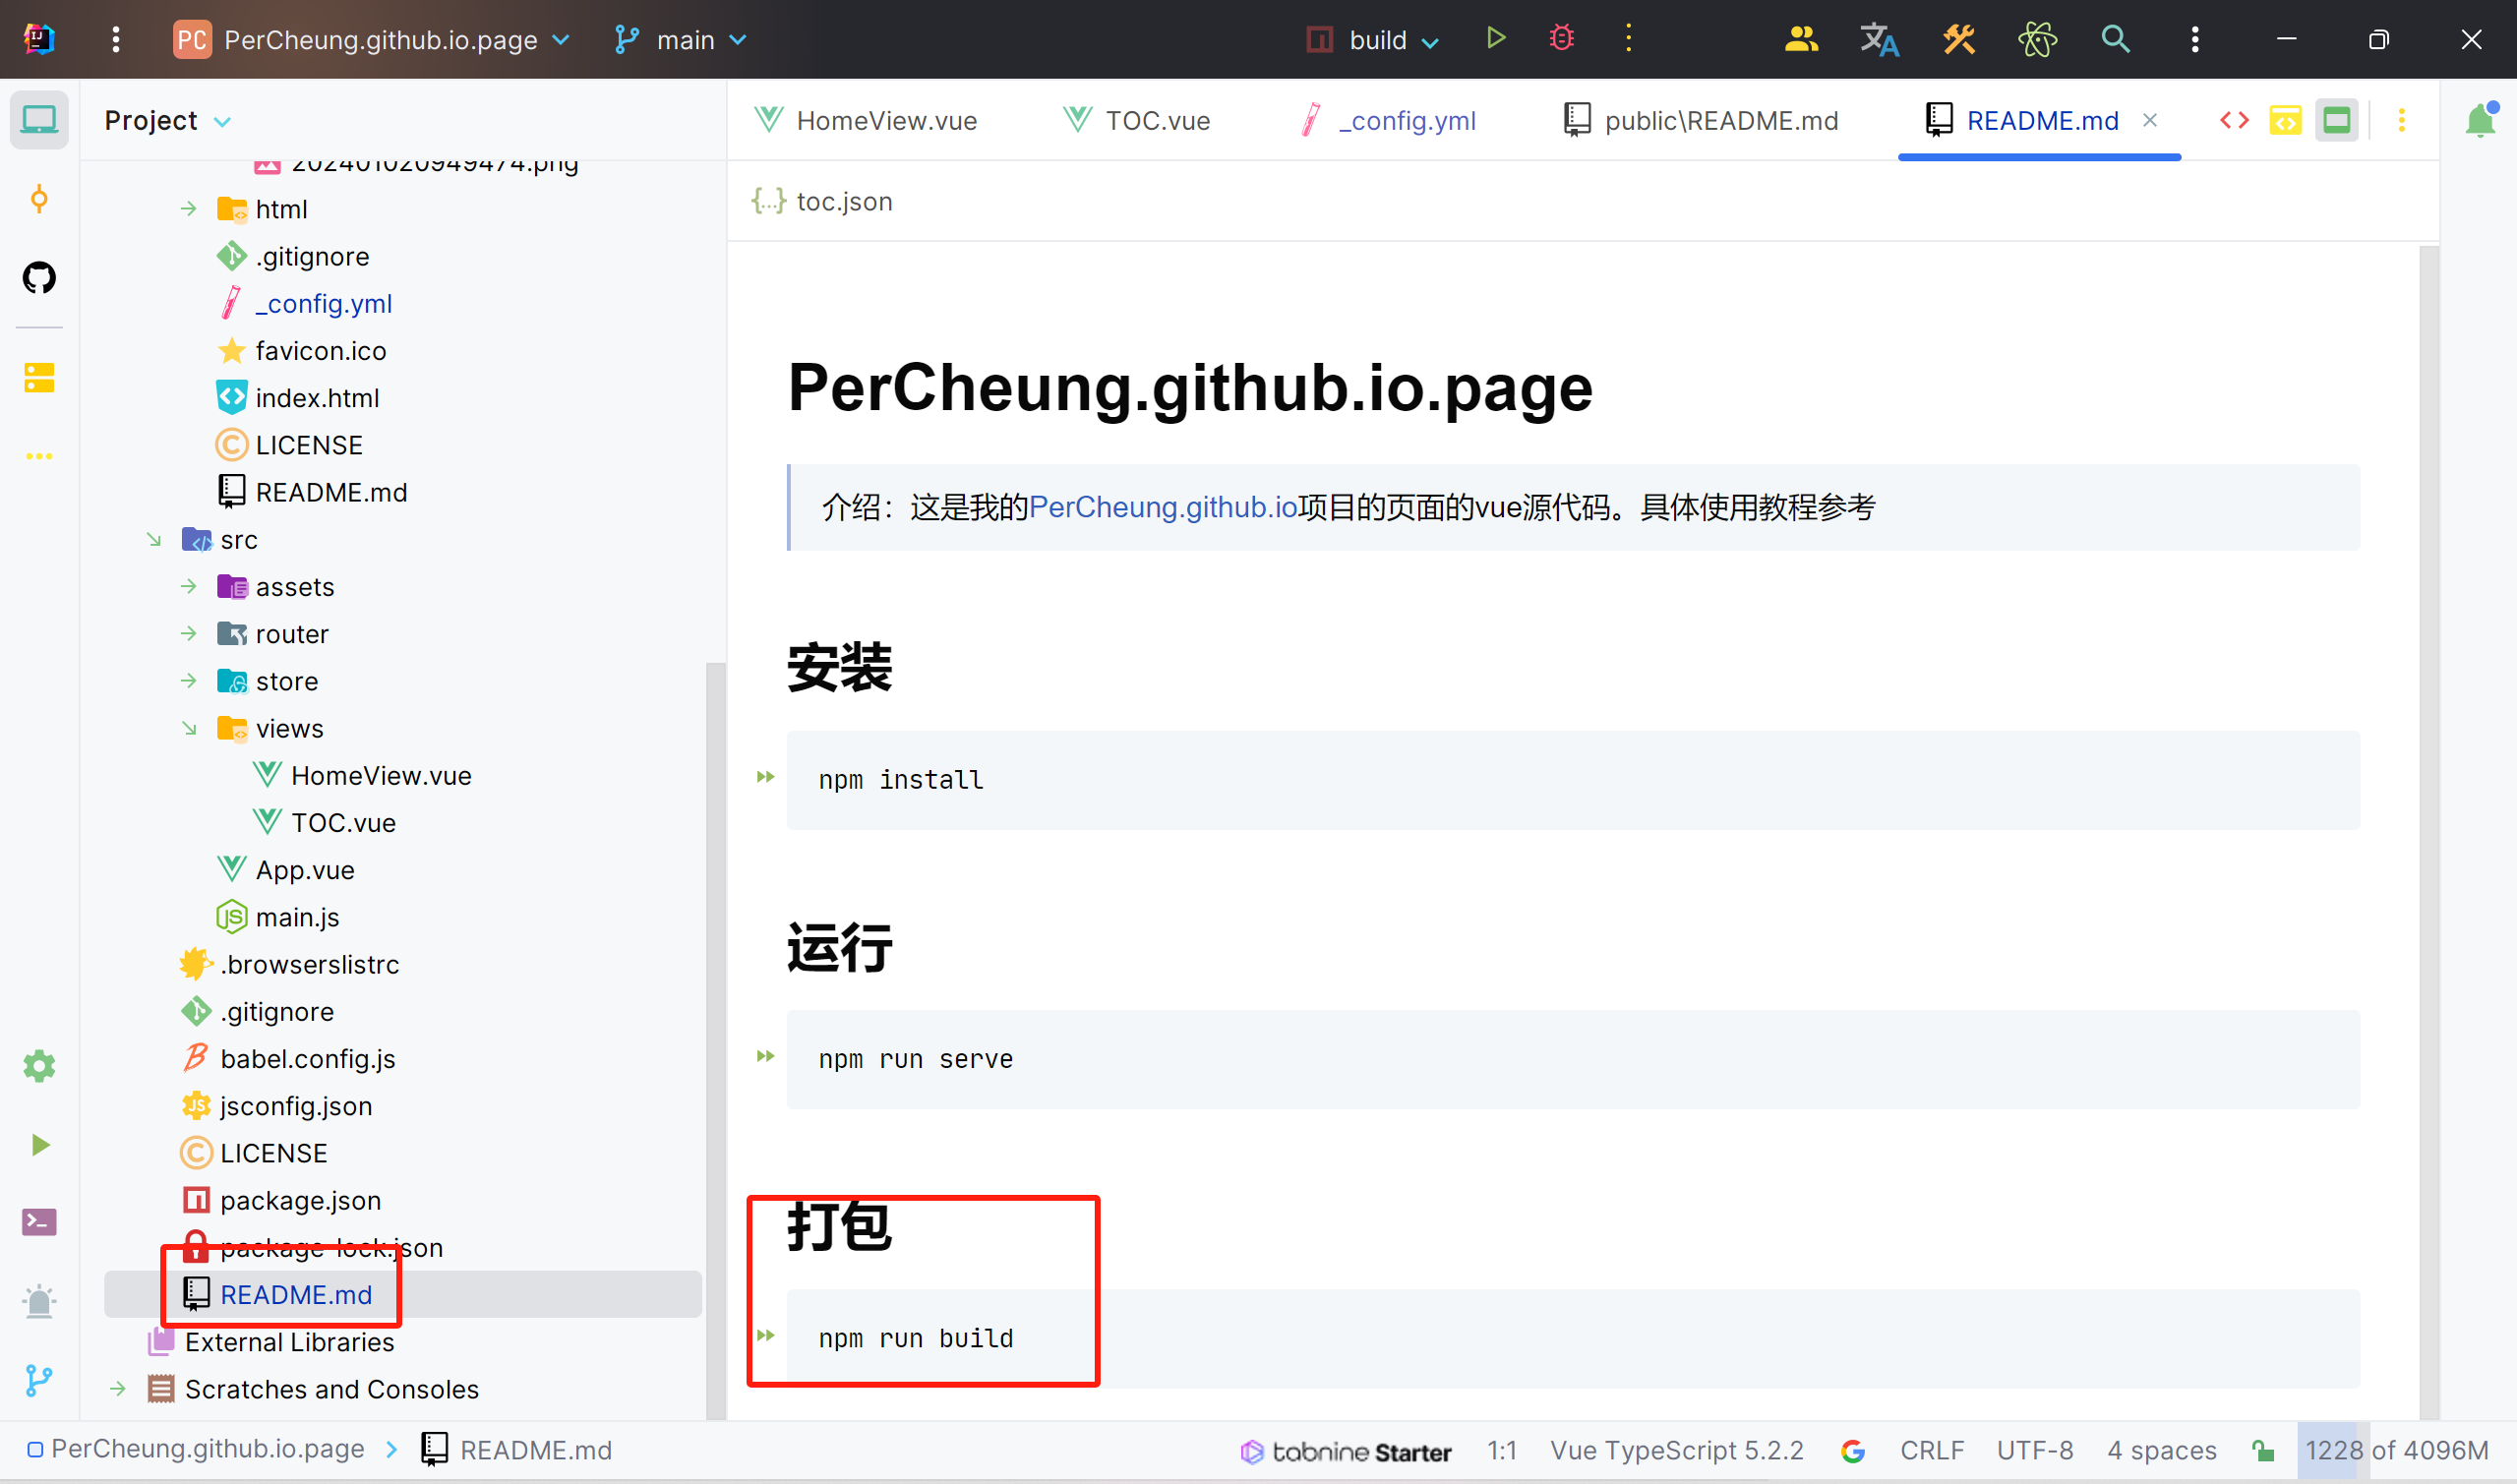 PC PerCheung.github.io.page main build
Project
HomeView.vue TOC.vue _config.yml public\README.md README.md
toc.json
202401020949474.png
html
.gitignore
_config.yml
favicon.ico
index.html
LICENSE
README.md
src
assets
router
store
views
HomeView.vue
TOC.vue
App.vue
main.js
.browserslistrc
.gitignore
babel.config.js
jsconfig.json
LICENSE
package.json
package-lock.json
README.md
External Libraries
Scratches and Consoles
PerCheung.github.io.page
介绍：这是我的PerCheung.github.io项目的页面的vue源代码。具体使用教程参考
安装
npm install
运行
npm run serve
打包
npm run build
PerCheung.github.io.page README.md tabnine Starter 1:1 Vue TypeScript 5.2.2 CRLF UTF-8 4 spaces 1228 of 4096M